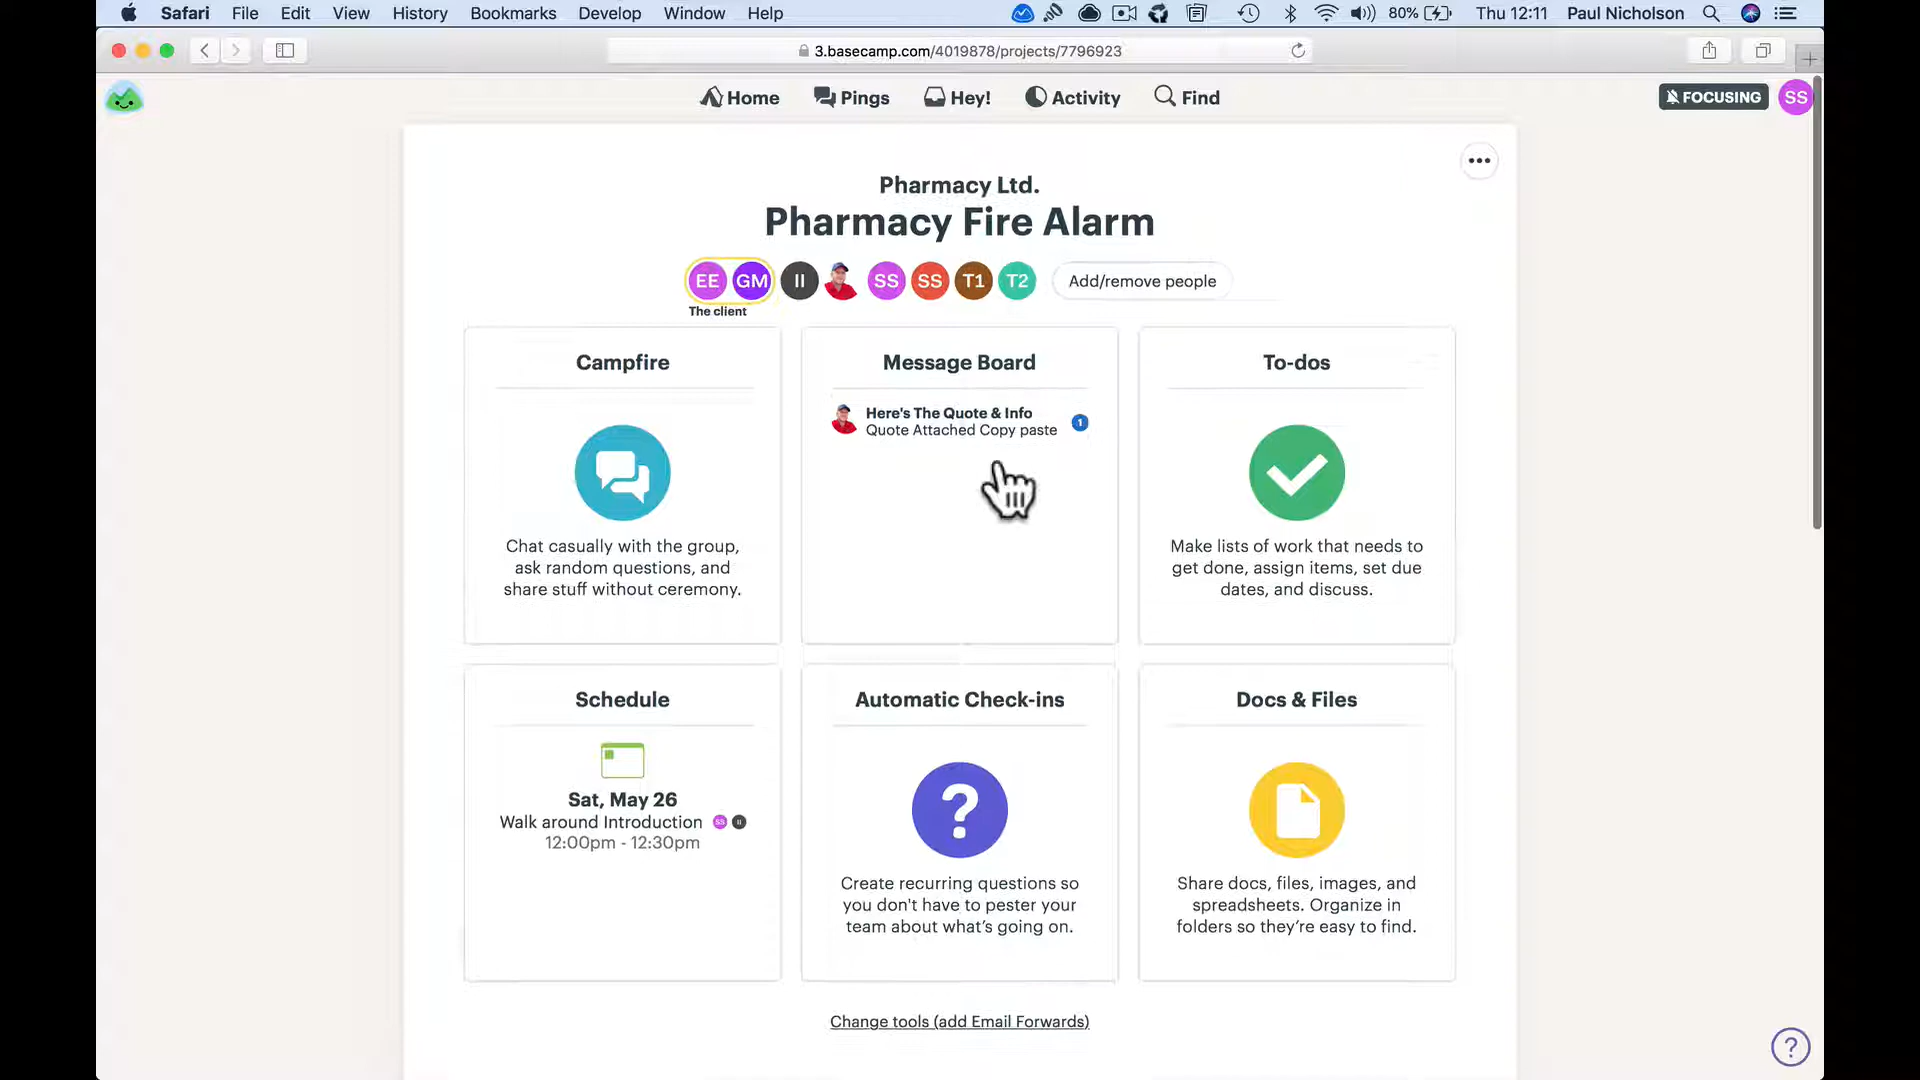 Safari File Edit View History Bookmarks Develop Window Help 80% Thu 12:11 Paul Nicholson
3.basecamp.com/4019878/projects/7796923
Home Pings Hey! Activity Find FOCUSING SS
Pharmacy Ltd.
Pharmacy Fire Alarm
EE GM II SS SS T1 T2 Add/remove people
The client
Campfire
Chat casually with the group,
ask random questions, and
share stuff without ceremony.
Message Board
Here's The Quote & Info
Quote Attached Copy paste
1
To-dos
Make lists of work that needs to
get done, assign items, set due
dates, and discuss.
Schedule
Sat, May 26
Walk around Introduction SS II
12:00pm - 12:30pm
Automatic Check-ins
?
Create recurring questions so
you don't have to pester your
team about what's going on.
Docs & Files
Share docs, files, images, and
spreadsheets. Organize in
folders so they're easy to find.
Change tools (add Email Forwards)
?